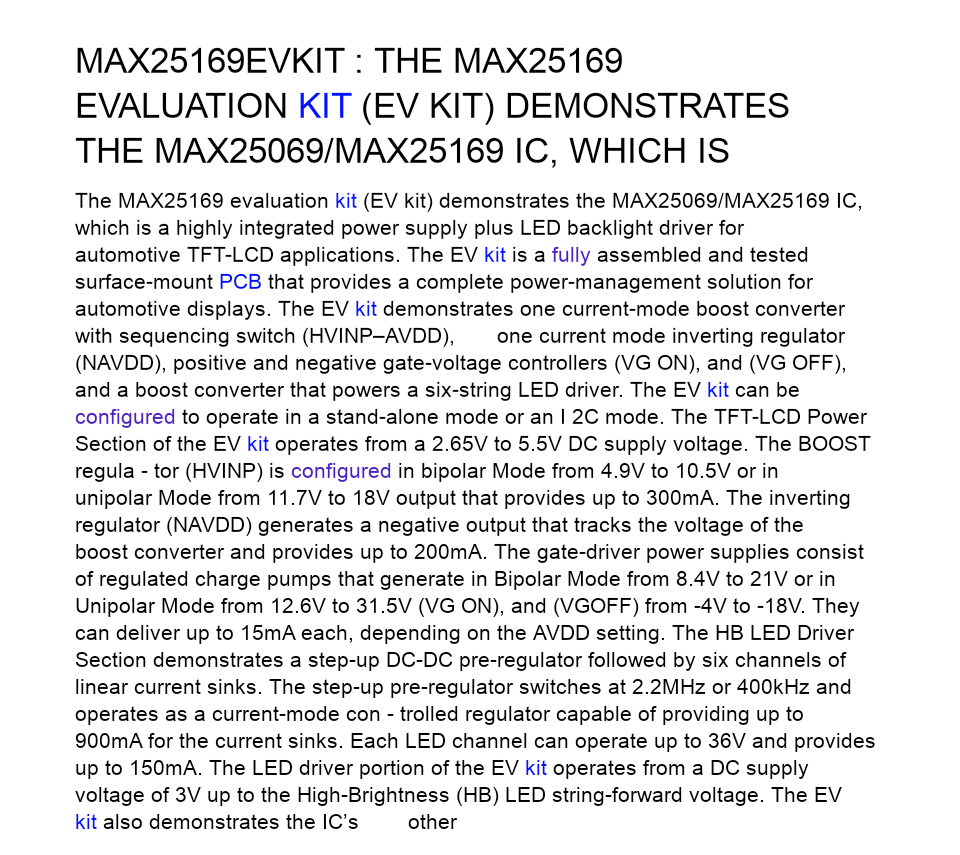 MAX25169EVKIT : THE MAX25169
EVALUATION KIT (EV KIT) DEMONSTRATES
THE MAX25069/MAX25169 IC, WHICH IS
The MAX25169 evaluation kit (EV kit) demonstrates the MAX25069/MAX25169 IC,
which is a highly integrated power supply plus LED backlight driver for
automotive TFT-LCD applications. The EV kit is a fully assembled and tested
surface-mount PCB that provides a complete power-management solution for
automotive displays. The EV kit demonstrates one current-mode boost converter
with sequencing switch (HVINP–AVDD), one current mode inverting regulator
(NAVDD), positive and negative gate-voltage controllers (VG ON), and (VG OFF),
and a boost converter that powers a six-string LED driver. The EV kit can be
configured to operate in a stand-alone mode or an I 2C mode. The TFT-LCD Power
Section of the EV kit operates from a 2.65V to 5.5V DC supply voltage. The BOOST
regula - tor (HVINP) is configured in bipolar Mode from 4.9V to 10.5V or in
unipolar Mode from 11.7V to 18V output that provides up to 300mA. The inverting
regulator (NAVDD) generates a negative output that tracks the voltage of the
boost converter and provides up to 200mA. The gate-driver power supplies consist
of regulated charge pumps that generate in Bipolar Mode from 8.4V to 21V or in
Unipolar Mode from 12.6V to 31.5V (VG ON), and (VGOFF) from -4V to -18V. They
can deliver up to 15mA each, depending on the AVDD setting. The HB LED Driver
Section demonstrates a step-up DC-DC pre-regulator followed by six channels of
linear current sinks. The step-up pre-regulator switches at 2.2MHz or 400kHz and
operates as a current-mode con - trolled regulator capable of providing up to
900mA for the current sinks. Each LED channel can operate up to 36V and provides
up to 150mA. The LED driver portion of the EV kit operates from a DC supply
voltage of 3V up to the High-Brightness (HB) LED string-forward voltage. The EV
kit also demonstrates the IC’s other